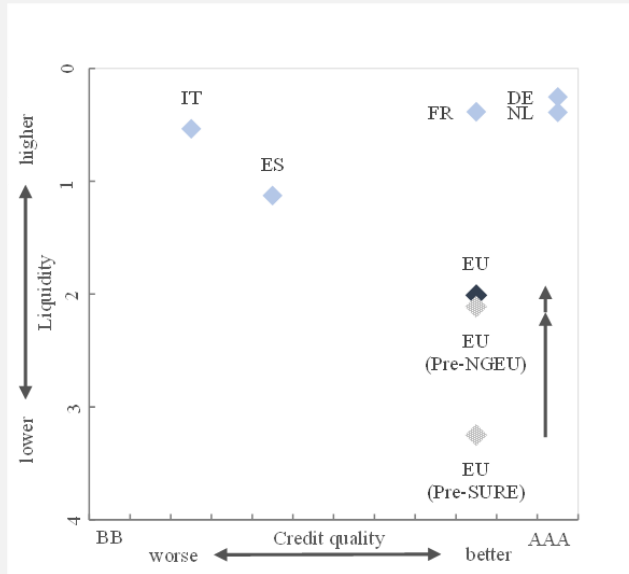 0
IT
DE
FR
NL
higher
ES
1
EU
Liquidity
2
EU
(Pre-NGEU)
3
lower
EU
(Pre-SURE)
4
BB
Credit quality
AAA
worse
better